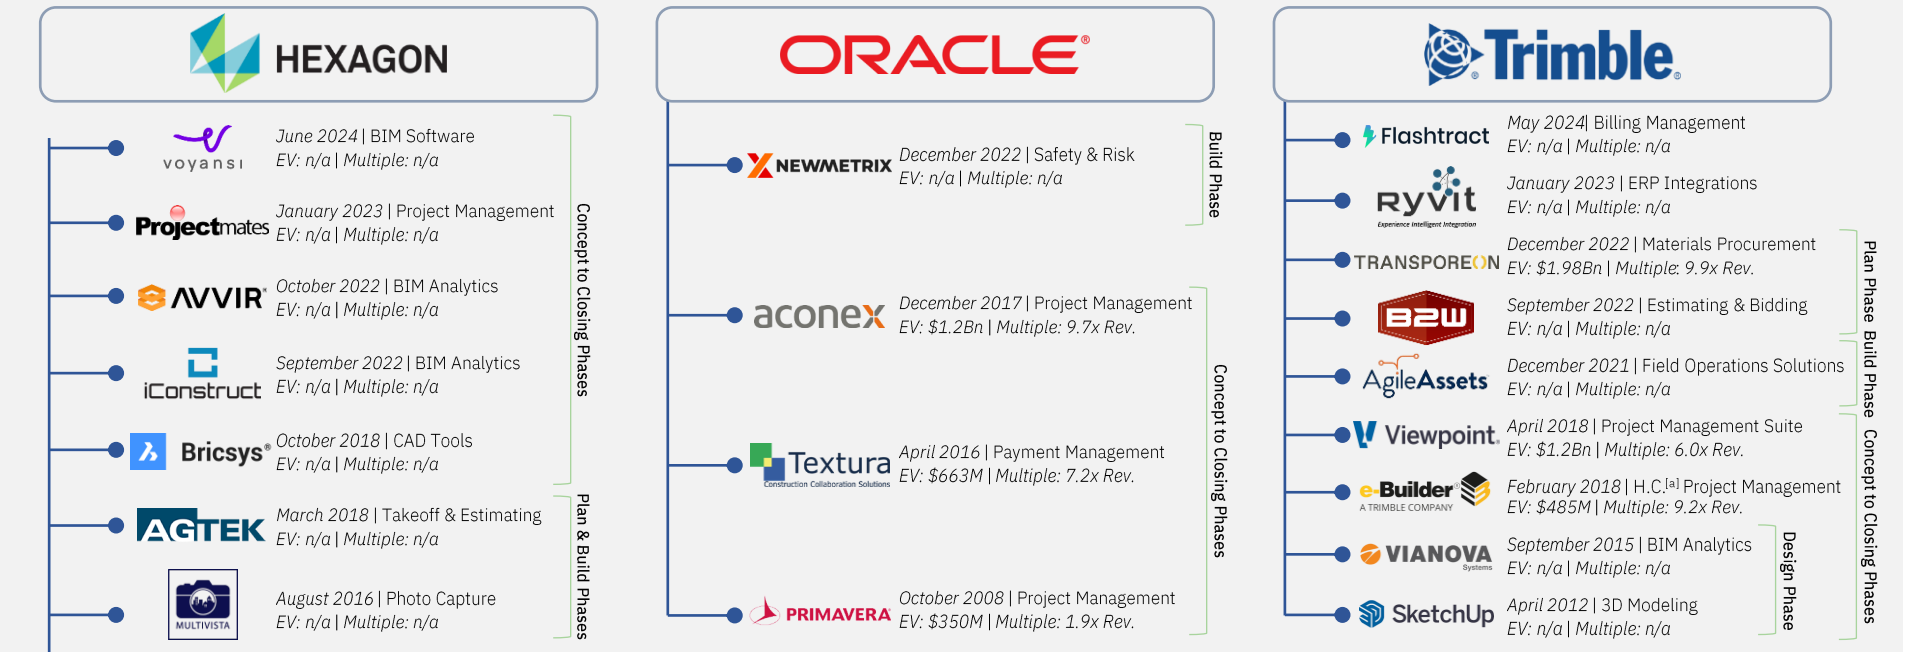 HEXAGON
voyansi
June 2024 | BIM Software
EV: n/a | Multiple: n/a
Projectmates
January 2023 | Project Management
EV: n/a | Multiple: n/a
AVVIR
October 2022 | BIM Analytics
EV: n/a | Multiple: n/a
iConstruct
September 2022 | BIM Analytics
EV: n/a | Multiple: n/a
Bricsys®
October 2018 | CAD Tools
EV: n/a | Multiple: n/a
Concept to Closing Phases
AGTEK
March 2018 | Takeoff & Estimating
EV: n/a | Multiple: n/a
MULTIVISTA
August 2016 | Photo Capture
EV: n/a | Multiple: n/a
Plan & Build Phases
ORACLE®
NEWMETRIX
December 2022 | Safety & Risk
EV: n/a | Multiple: n/a
Build Phase
aconex
December 2017 | Project Management
EV: $1.2Bn | Multiple: 9.7x Rev.
Textura
Construction Collaboration Solutions
April 2016 | Payment Management
EV: $663M | Multiple: 7.2x Rev.
PRIMAVERA
October 2008 | Project Management
EV: $350M | Multiple: 1.9x Rev.
Concept to Closing Phases
Trimble®
Flashtract
May 2024| Billing Management
EV: n/a | Multiple: n/a
Ryvit
Experience Intelligent Integration
January 2023 | ERP Integrations
EV: n/a | Multiple: n/a
TRANSPOREON
December 2022 | Materials Procurement
EV: $1.98Bn | Multiple: 9.9x Rev.
B2W
September 2022 | Estimating & Bidding
EV: n/a | Multiple: n/a
Plan Phase
AgileAssets
December 2021 | Field Operations Solutions
EV: n/a | Multiple: n/a
Build Phase
Viewpoint.
April 2018 | Project Management Suite
EV: $1.2Bn | Multiple: 6.0x Rev.
e-Builder®
A TRIMBLE COMPANY
February 2018 | H.C.[a] Project Management
EV: $485M | Multiple: 9.2x Rev.
VIANOVA
Systems
September 2015 | BIM Analytics
EV: n/a | Multiple: n/a
SketchUp
April 2012 | 3D Modeling
EV: n/a | Multiple: n/a
Design Phase
Concept to Closing Phases